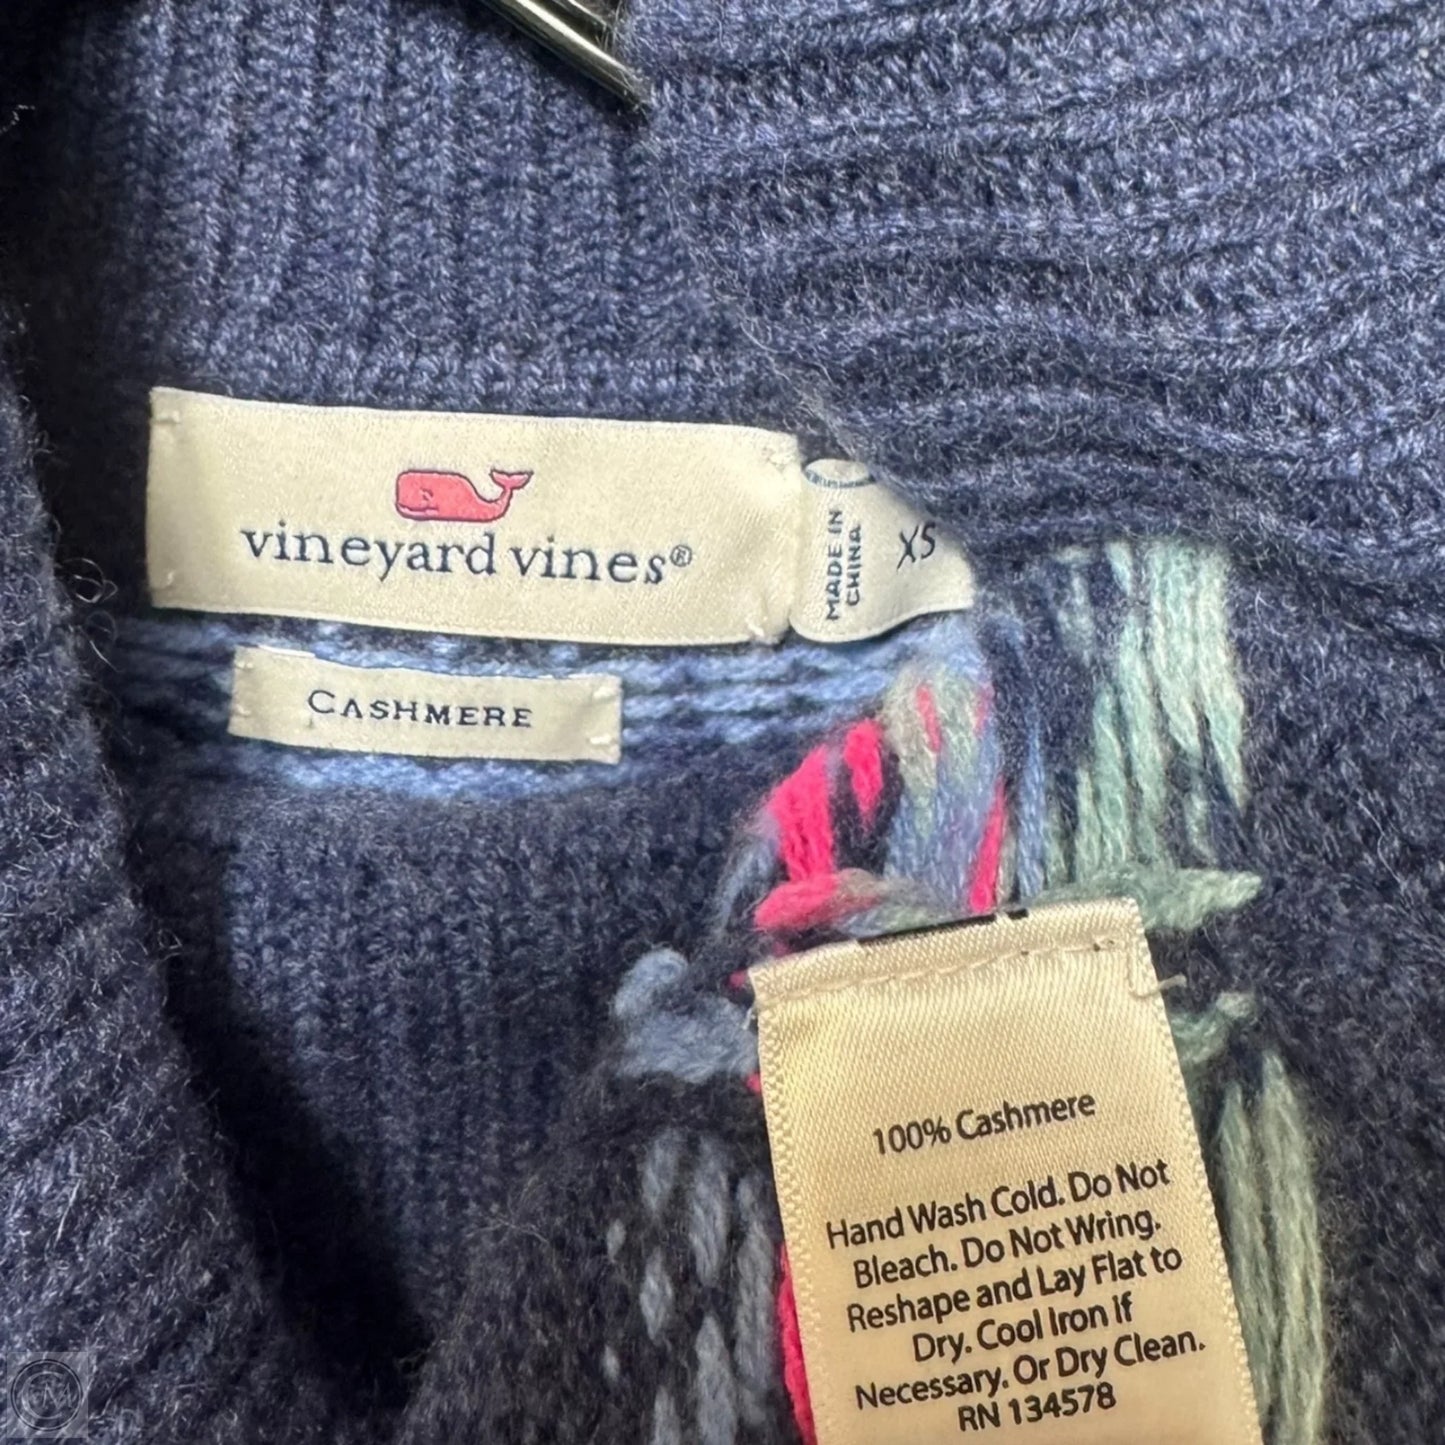 vineyard vines®
MADE IN
CHINA
XS
CASHMERE
100% Cashmere
Hand Wash Cold. Do Not
Bleach. Do Not Wring.
Reshape and Lay Flat to
Dry. Cool Iron If
Necessary. Or Dry Clean.
RN 134578